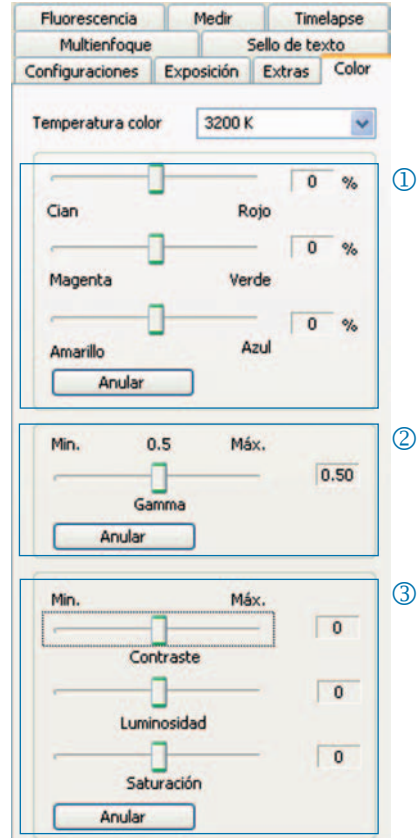 Fluorescencia Medir Timelapse
Multienfoque Sello de texto
Configuraciones Exposición Extras Color
Temperatura color 3200 K
①
0 %
Cian Rojo
0 %
Magenta Verde
0 %
Amarillo Azul
Anular
②
Min. 0.5 Máx.
0.50
Gamma
Anular
③
Min. Máx.
0
Contraste
0
Luminosidad
0
Saturación
Anular